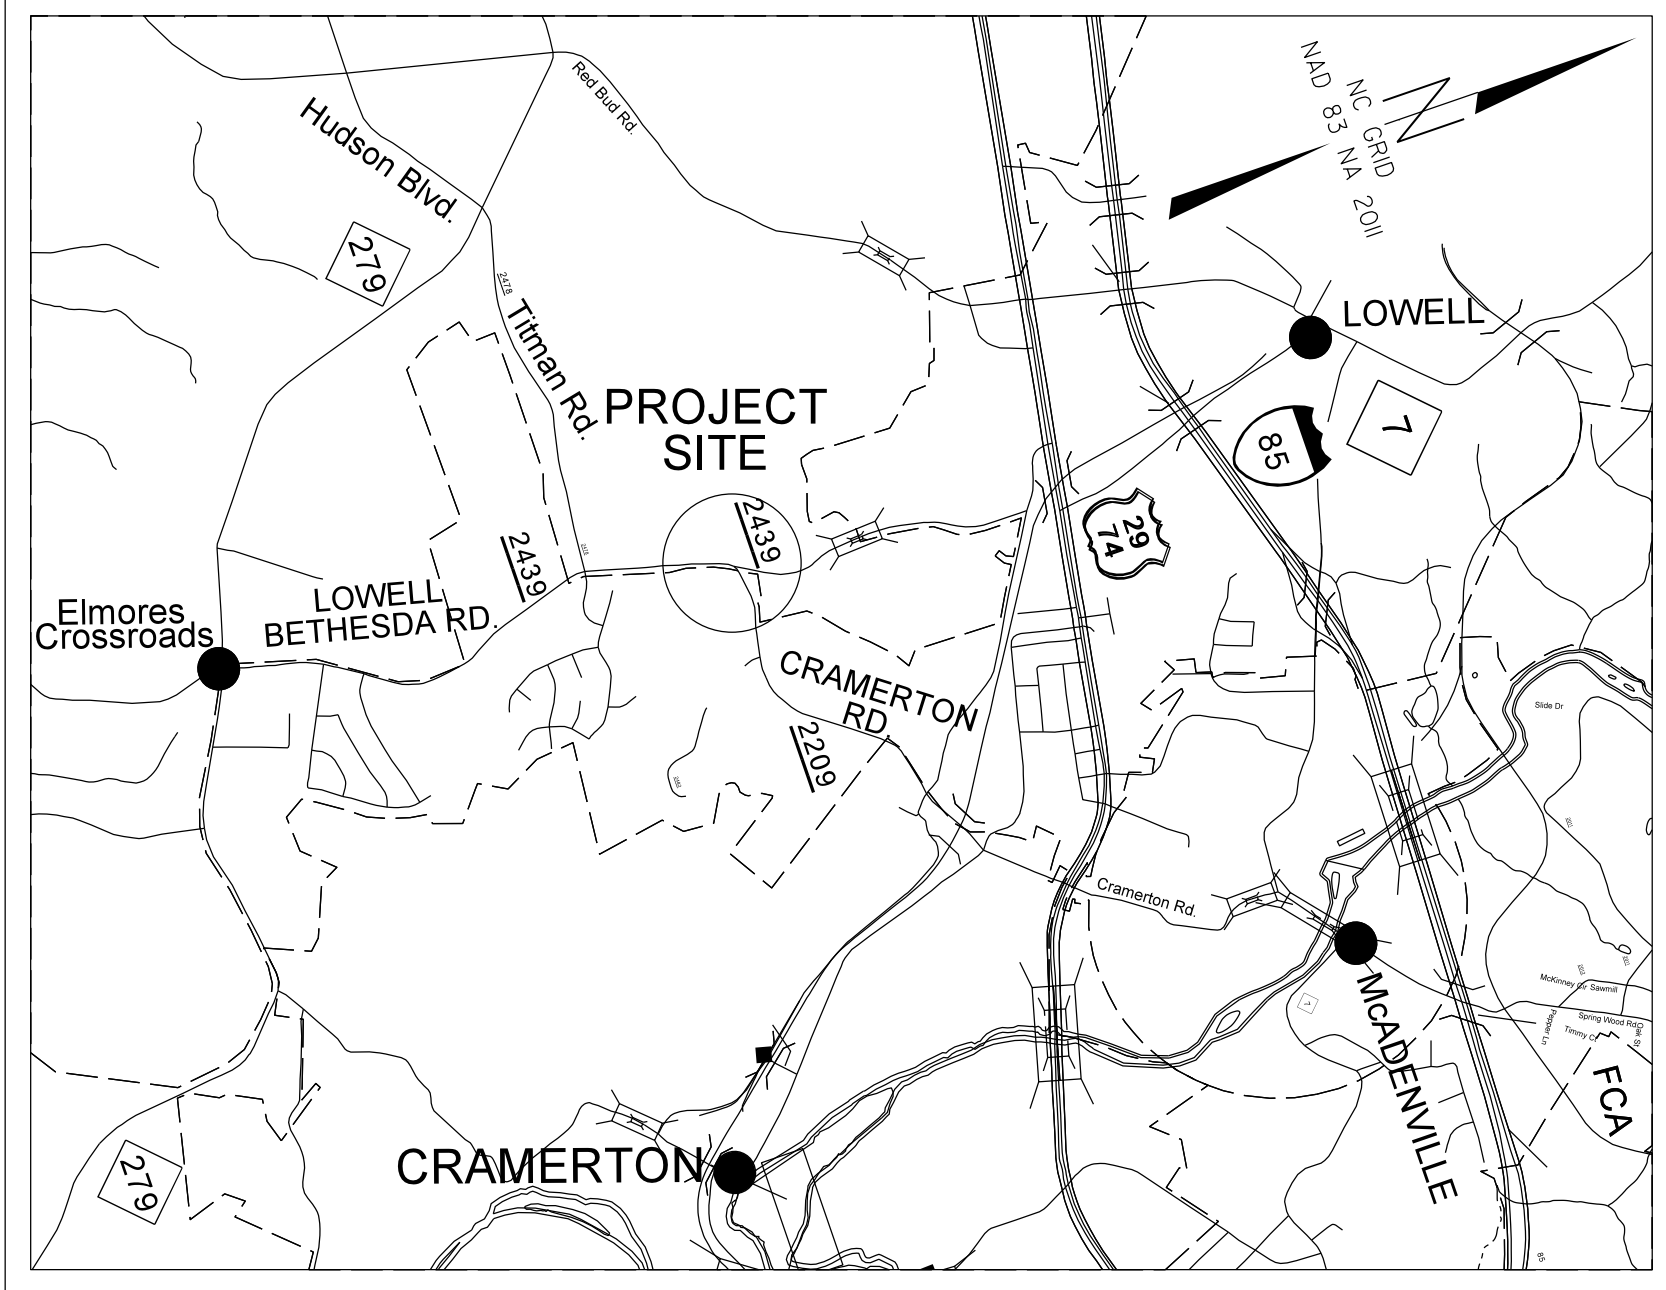 Red Bud Rd.
Hudson Blvd.
279
NC GRID
NAD 83 NA 2011
2478
Titman Rd.
LOWELL
PROJECT
SITE
7
85
29
74
2439
2439
LOWELL
BETHESDA RD.
Elmores
Crossroads
CRAMERTON
RD.
2209
Slide Dr
Cramerton Rd.
McADENVILLE
McKinney Cir Sawmill
Spring Wood Rd
Oak St
Timmy Ct
Pepper Ln
7
FCA
CRAMERTON
279
85